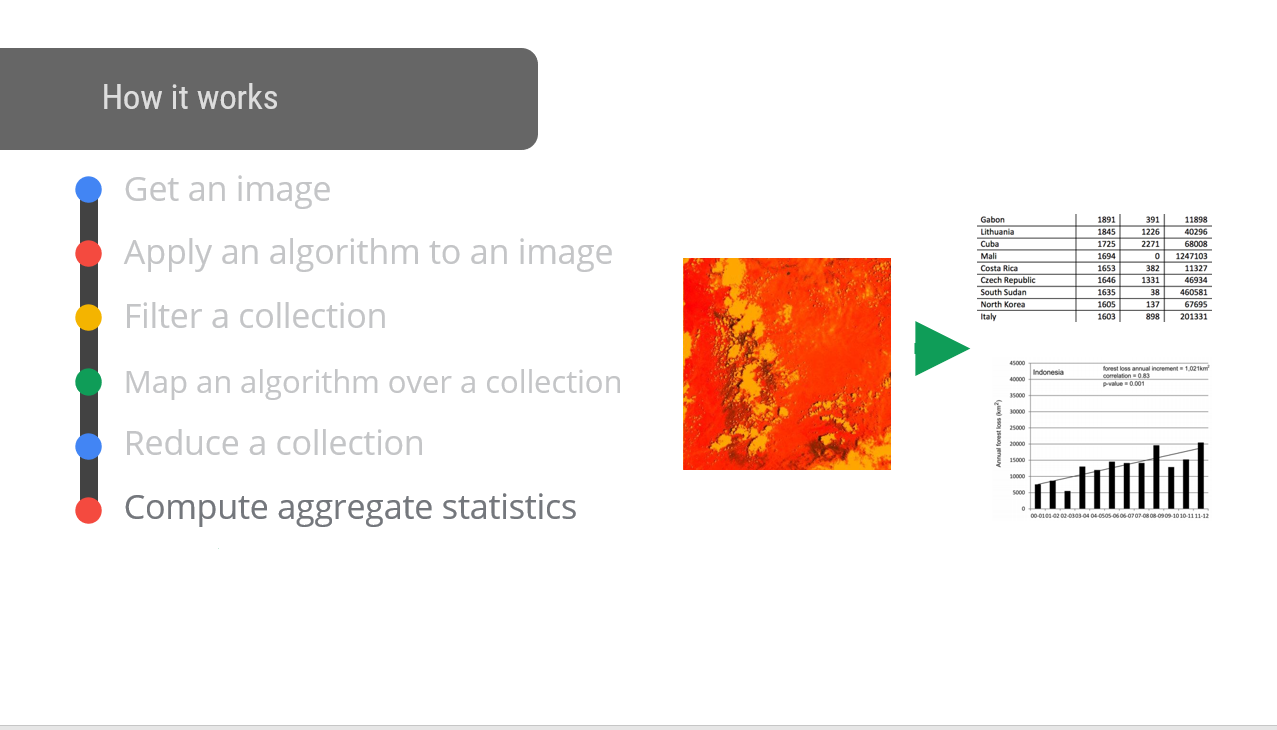 How it works
Get an image
Apply an algorithm to an image
Filter a collection
Map an algorithm over a collection
Reduce a collection
Compute aggregate statistics
Gabon 1891 391 11898
Lithuania 1845 1226 40296
Cuba 1725 2271 68008
Mali 1694 0 1247103
Costa Rica 1653 382 11327
Czech Republic 1646 1331 46934
South Sudan 1635 38 460581
North Korea 1605 137 67695
Italy 1603 898 201331
Indonesia
forest loss annual increment = 1,021km²
correlation = 0.83
p-value = 0.001
Annual forest loss (km²)
45000
40000
35000
30000
25000
20000
15000
10000
5000
0
00-01 01-02 02-03 03-04 04-05 05-06 06-07 07-08 08-09 09-10 10-11 11-12